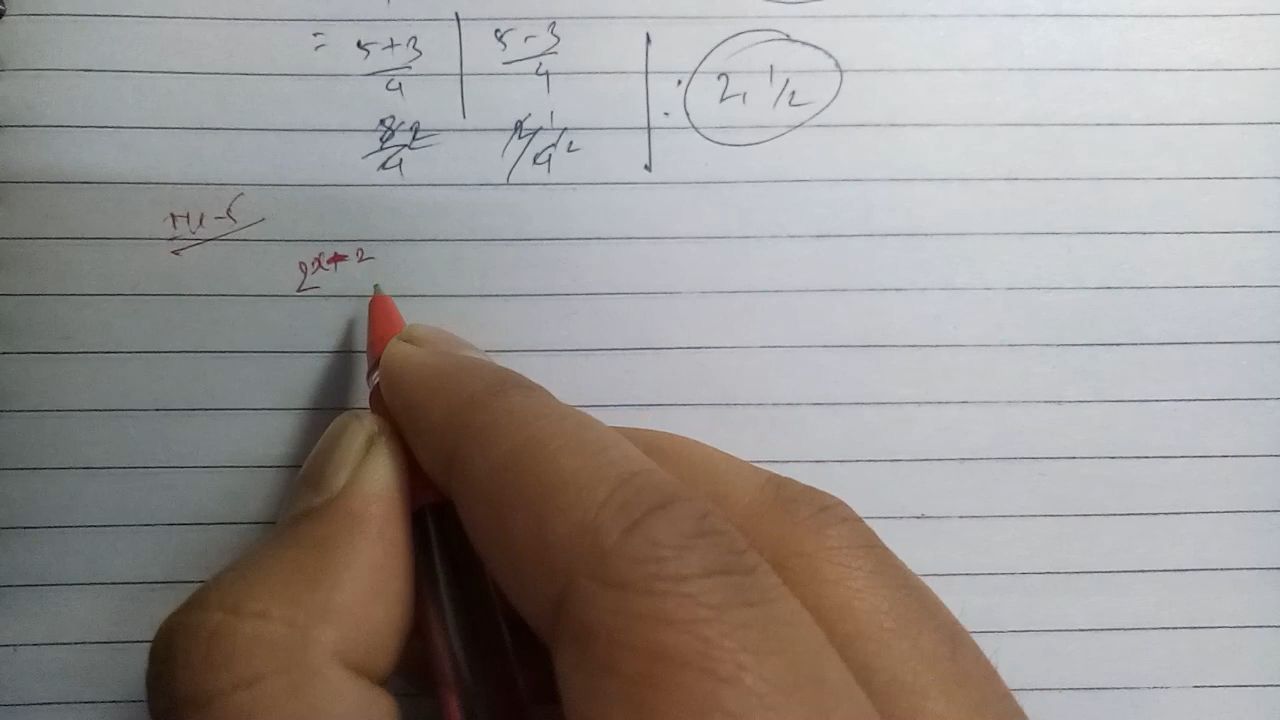 = 5+3/4 | 5-3/4 | ∴ 2, 1/2
8 2/4 2 1/4 2
2x+2